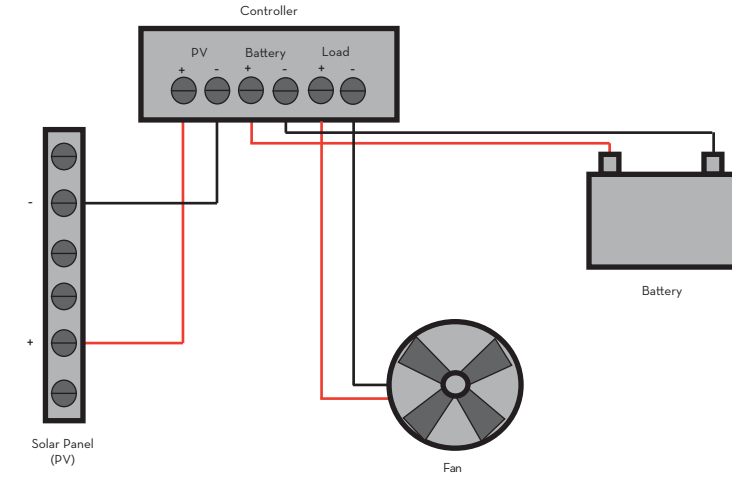 Controller
PV Battery Load
+ - + - + -
-
+
Battery
Solar Panel
(PV)
Fan